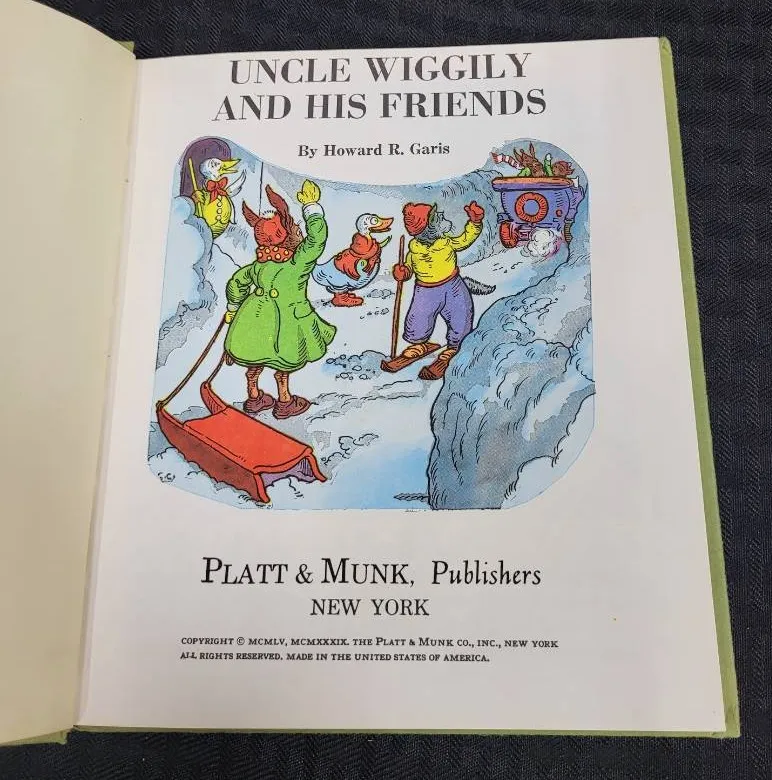 UNCLE WIGGILY
AND HIS FRIENDS
By Howard R. Garis
PLATT & MUNK, Publishers
NEW YORK
COPYRIGHT © MCMLV, MCMXXXIX. THE PLATT & MUNK CO., INC., NEW YORK
ALL RIGHTS RESERVED. MADE IN THE UNITED STATES OF AMERICA.